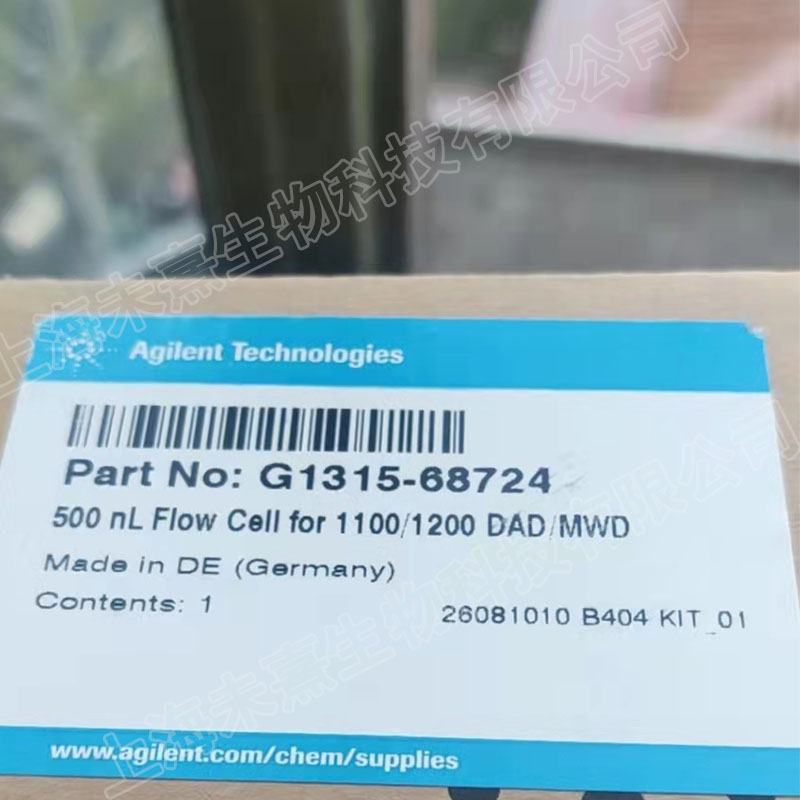 上海未熹生物科技有限公司
Agilent Technologies
Part No: G1315-68724
500 nL Flow Cell for 1100/1200 DAD/MWD
Made in DE (Germany)
Contents: 1
26081010 B404 KIT_01
www.agilent.com/chem/supplies
上海未熹生物科技有限公司